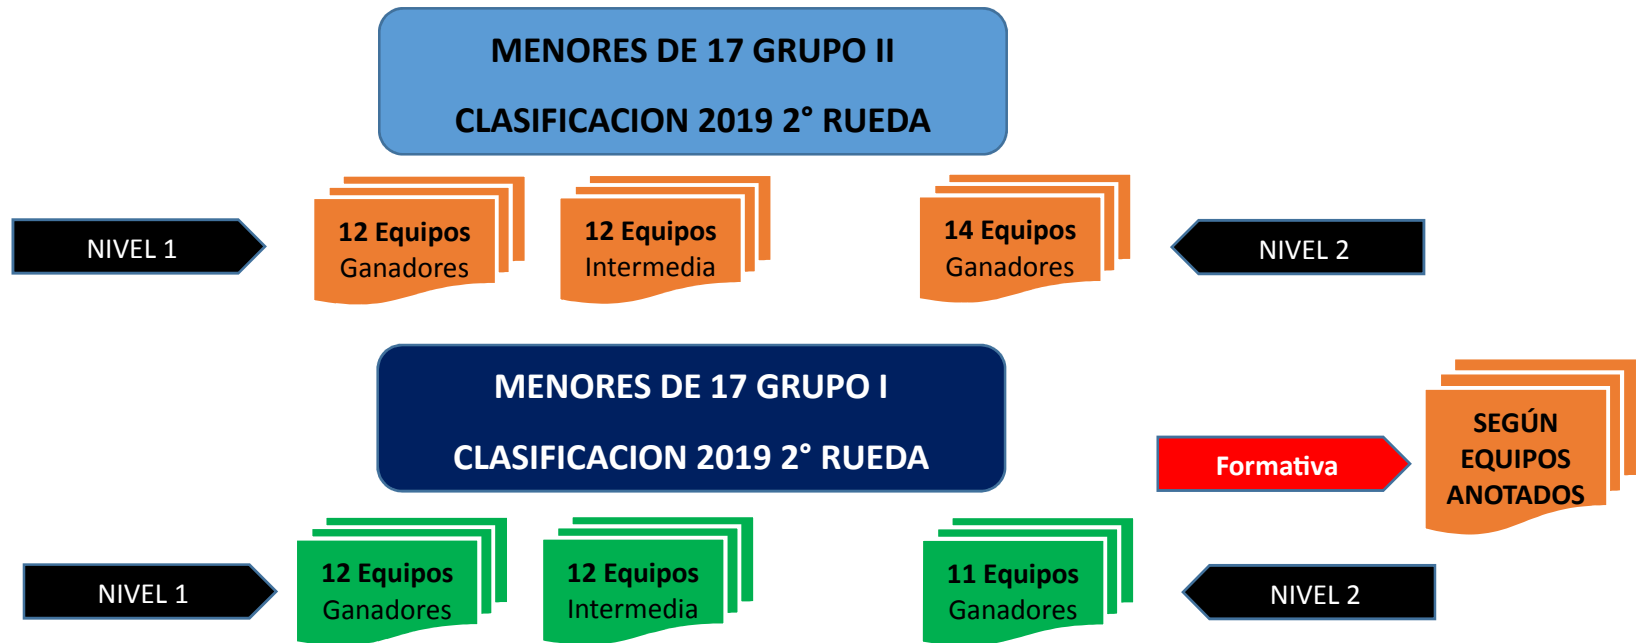 MENORES DE 17 GRUPO II
CLASIFICACION 2019 2° RUEDA
NIVEL 1
12 Equipos
Ganadores
12 Equipos
Intermedia
14 Equipos
Ganadores
NIVEL 2
MENORES DE 17 GRUPO I
CLASIFICACION 2019 2° RUEDA
Formativa
SEGÚN
EQUIPOS
ANOTADOS
NIVEL 1
12 Equipos
Ganadores
12 Equipos
Intermedia
11 Equipos
Ganadores
NIVEL 2